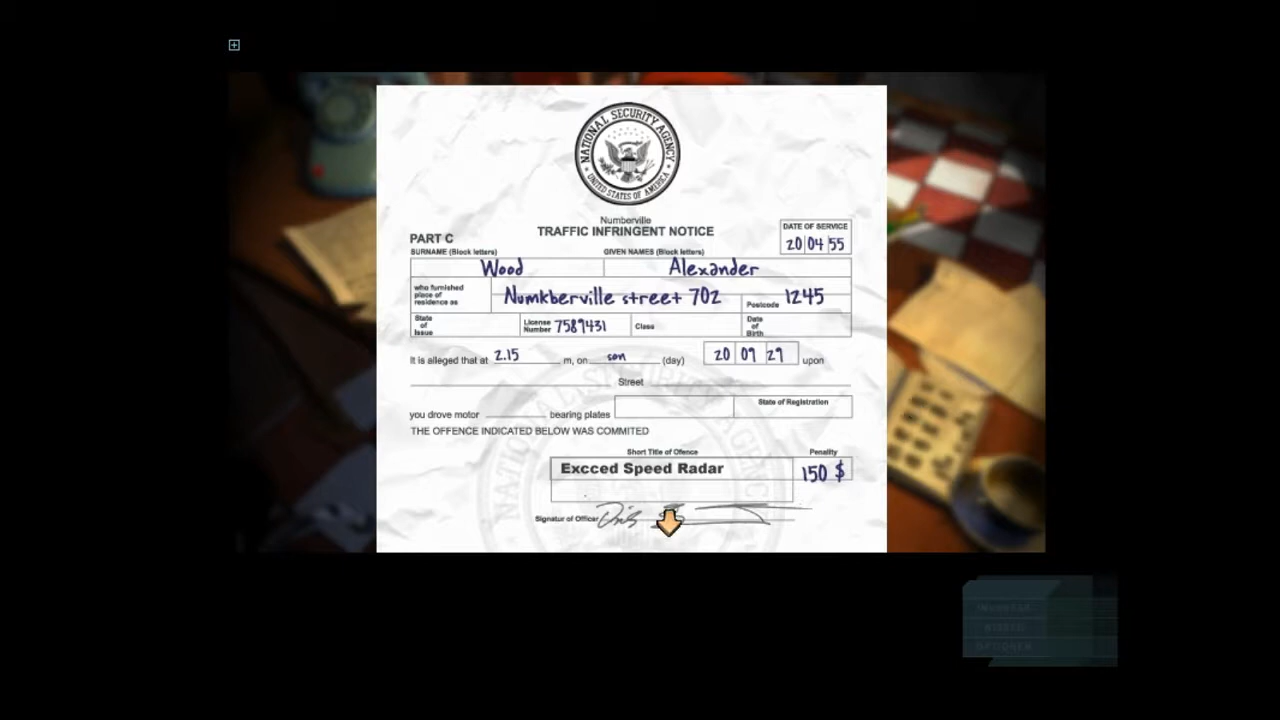 NATIONAL SECURITY AGENCY
UNITED STATES OF AMERICA
Numberville
TRAFFIC INFRINGENT NOTICE
PART C
DATE OF SERVICE
20 04 55
SURNAME (Block letters) GIVEN NAMES (Block letters)
Wood Alexander
who furnished place of residence as Numkberville street 702 Postcode 1245
State of Issue License Number 7589431 Class Date of Birth
It is alleged that at 2.15 m, on son (day) 20 09 29 upon
Street
you drove motor bearing plates State of Registration
THE OFFENCE INDICATED BELOW WAS COMMITED
Short Title of Offence Penality
Excced Speed Radar 150 $
Signatur of Officer